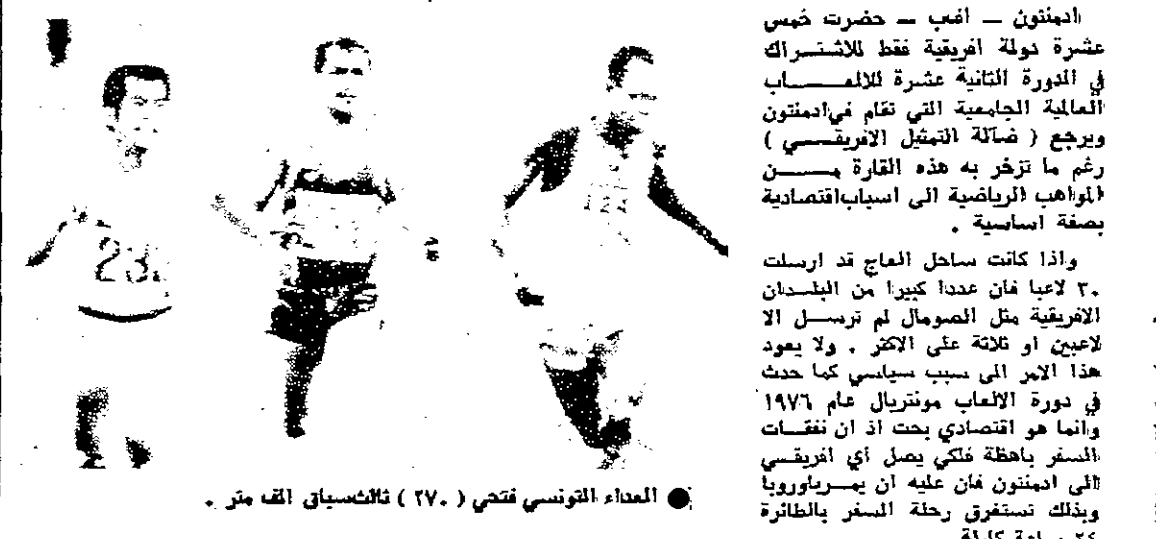 ادمنتون — افب — حضرت خمس
عشرة دولة افريقية فقط للاشتراك
في الدورة الثانية عشرة للالعاب
العالمية الجامعية التي تقام في ادمنتون
ويرجع ( ضآلة التمثيل الافريقي )
رغم ما تزخر به هذه القارة من
المواهب الرياضية الى اسباب اقتصادية
بصفة اساسية .
واذا كانت ساحل العاج قد ارسلت
٣٠ لاعبا فان عددا كبيرا من البلدان
الافريقية مثل الصومال لم ترسل الا
لاعبين او ثلاثة على الاكثر . ولا يعود
هذا الامر الى سبب سياسي كما حدث
في دورة الالعاب مونتريال عام ١٩٧٦
وانما هو اقتصادي بحت اذ ان نفقات
السفر باهظة فلكي يصل أي افريقي
الى ادمنتون فان عليه ان يمر باوروبا
وبذلك تستغرق رحلة السفر بالطائرة
● العداء التونسي فتحي ( ٢٧٠ ) ثالث سباق الف متر .